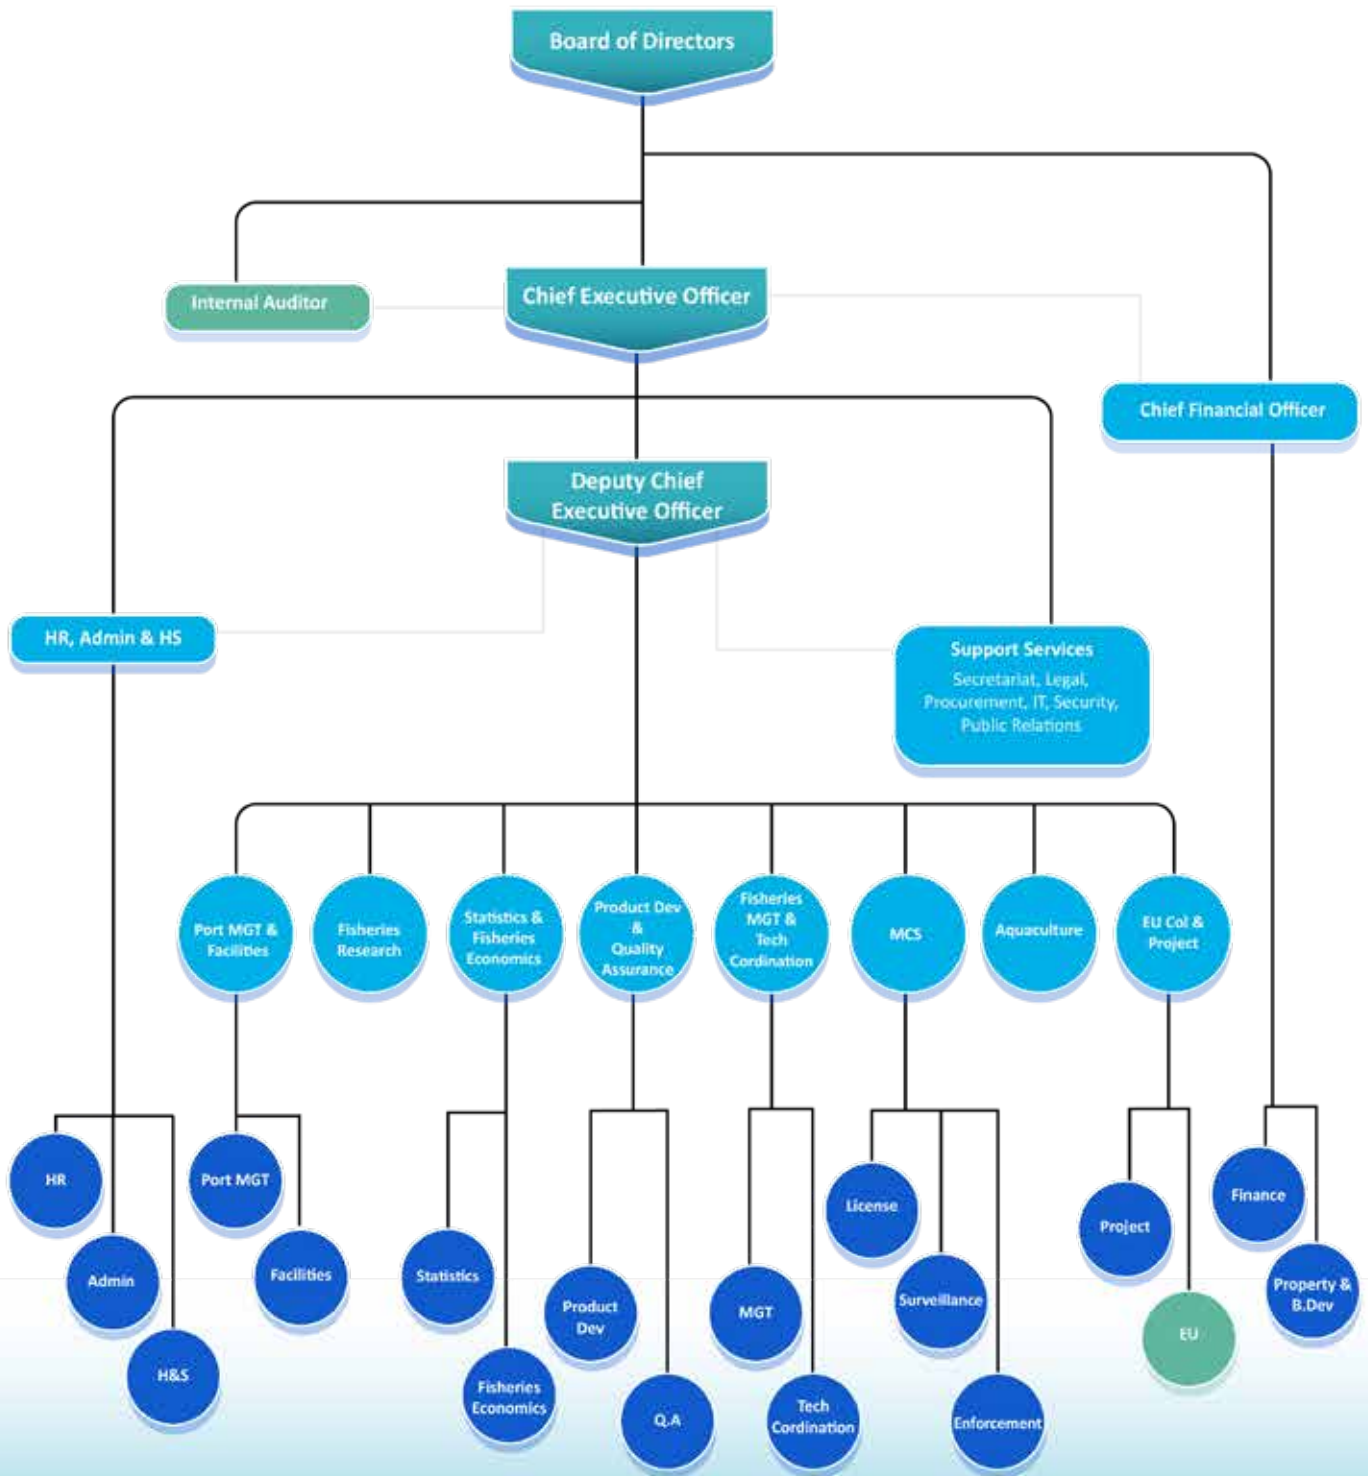 Board of Directors
Internal Auditor
Chief Executive Officer
Chief Financial Officer
Deputy Chief
Executive Officer
HR, Admin & HS
Support Services
Secretariat, Legal,
Procurement, IT, Security,
Public Relations
Port MGT &
Facilities
Fisheries
Research
Statistics &
Fisheries
Economics
Product Dev
&
Quality
Assurance
Fisheries
MGT &
Tech
Cordination
MCS
Aquaculture
EU Col &
Project
HR
Admin
H&S
Port MGT
Facilities
Statistics
Fisheries
Economics
Product
Dev
Q.A
MGT
Tech
Cordination
License
Surveillance
Enforcement
Project
EU
Finance
Property &
B.Dev